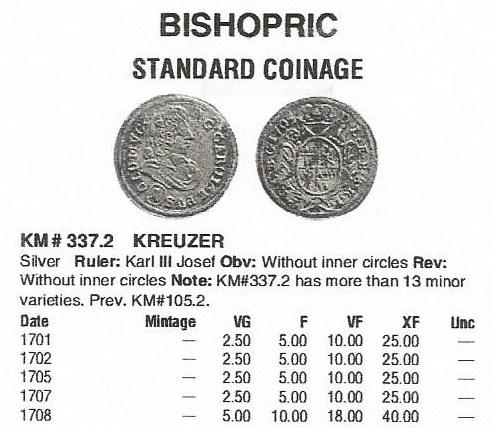 BISHOPRIC
STANDARD COINAGE
KM# 337.2 KREUZER
Silver Ruler: Karl III Josef Obv: Without inner circles Rev:
Without inner circles Note: KM#337.2 has more than 13 minor
varieties. Prev. KM#105.2.
Date Mintage VG F VF XF Unc
1701 — 2.50 5.00 10.00 25.00 —
1702 — 2.50 5.00 10.00 25.00 —
1705 — 2.50 5.00 10.00 25.00 —
1707 — 2.50 5.00 10.00 25.00 —
1708 — 5.00 10.00 18.00 40.00 —